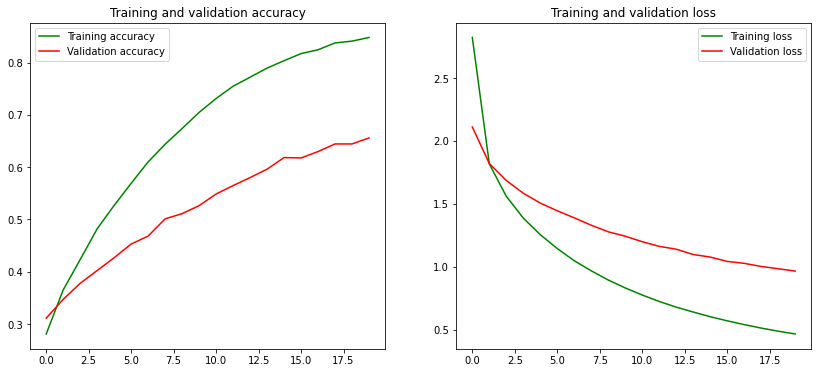 Training and validation accuracy
Training accuracy
Validation accuracy
0.8
0.7
0.6
0.5
0.4
0.3
0.0 2.5 5.0 7.5 10.0 12.5 15.0 17.5
Training and validation loss
Training loss
Validation loss
2.5
2.0
1.5
1.0
0.5
0.0 2.5 5.0 7.5 10.0 12.5 15.0 17.5